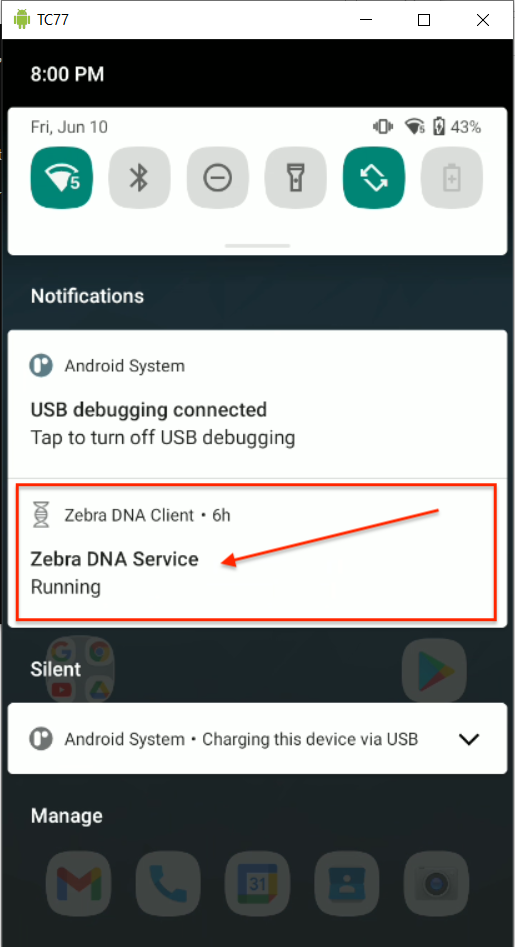 TC77
8:00 PM
Fri, Jun 10
5
43%
5
Notifications
Android System
USB debugging connected
Tap to turn off USB debugging
Zebra DNA Client • 6h
Zebra DNA Service
Running
Silent
Android System • Charging this device via USB
Manage
31